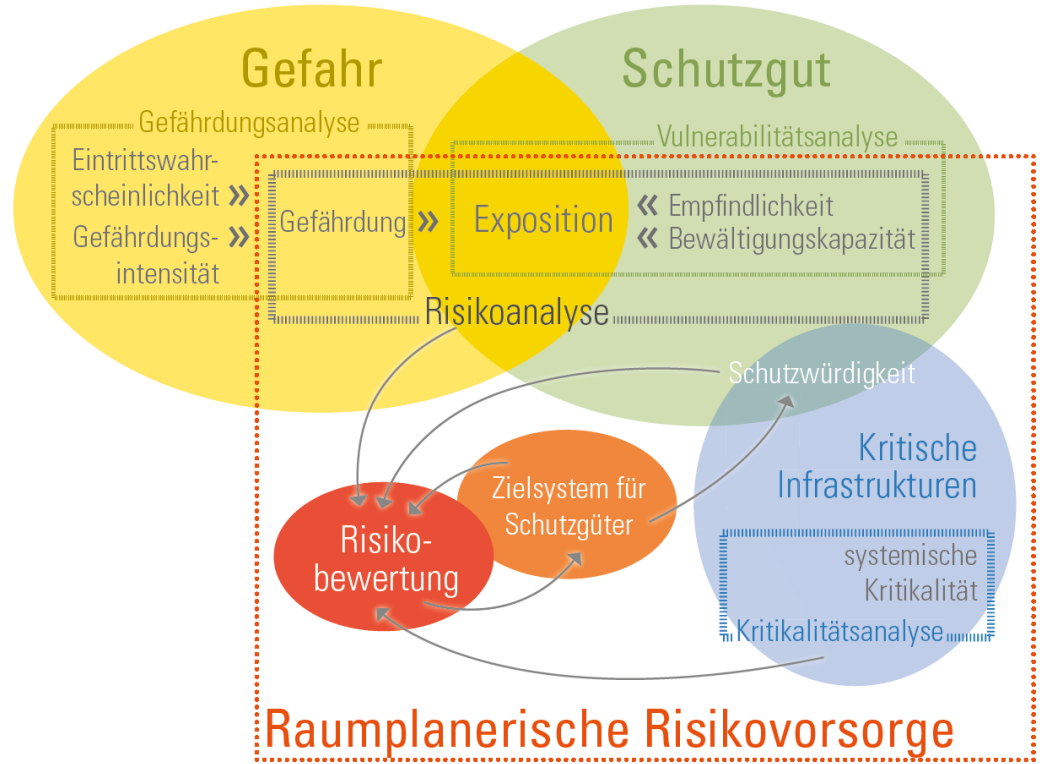 Gefahr
Schutzgut
Gefährdungsanalyse
Vulnerabilitätsanalyse
Eintrittswahr-
scheinlichkeit »
Gefährdungs- »
intensität
Gefährdung »
Exposition
« Empfindlichkeit
« Bewältigungskapazität
Risikoanalyse
Schutzwürdigkeit
Kritische
Infrastrukturen
Zielsystem für
Schutzgüter
Risiko-
bewertung
systemische
Kritikalität
Kritikalitätsanalyse
Raumplanerische Risikovorsorge